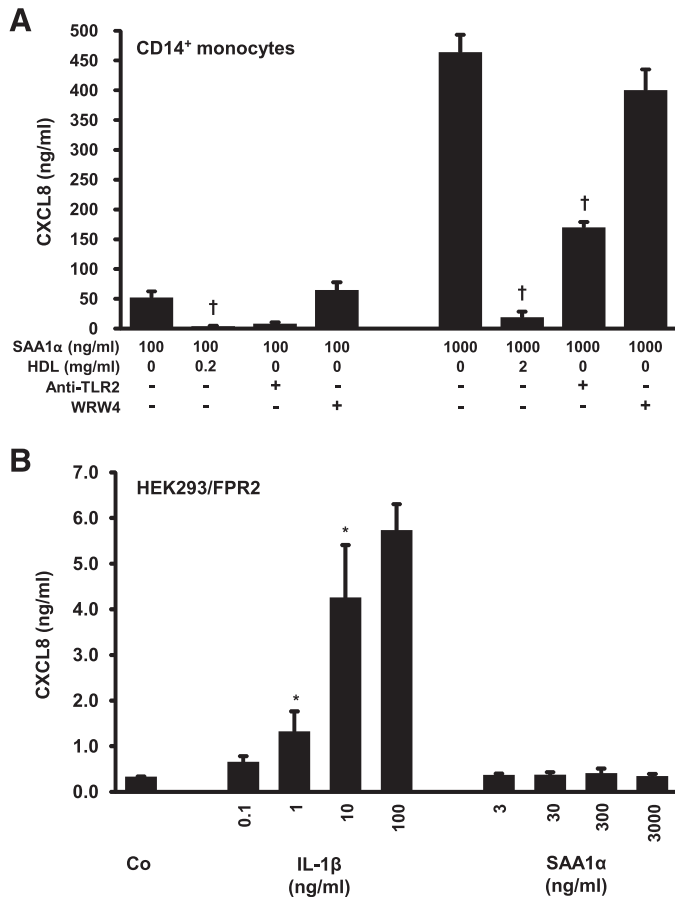 A
CD14+ monocytes
CXCL8 (ng/ml)
500
450
400
350
300
250
200
150
100
50
0
†
†
†
SAA1α (ng/ml) 100 100 100 100 1000 1000 1000 1000
HDL (mg/ml) 0 0.2 0 0 0 2 0 0
Anti-TLR2 - - + - - - + -
WRW4 - - - + - - - +
B
HEK293/FPR2
CXCL8 (ng/ml)
7.0
6.0
5.0
4.0
3.0
2.0
1.0
0.0
*
*
0.1 1 10 100 3 30 300 3000
Co IL-1β SAA1α
(ng/ml) (ng/ml)